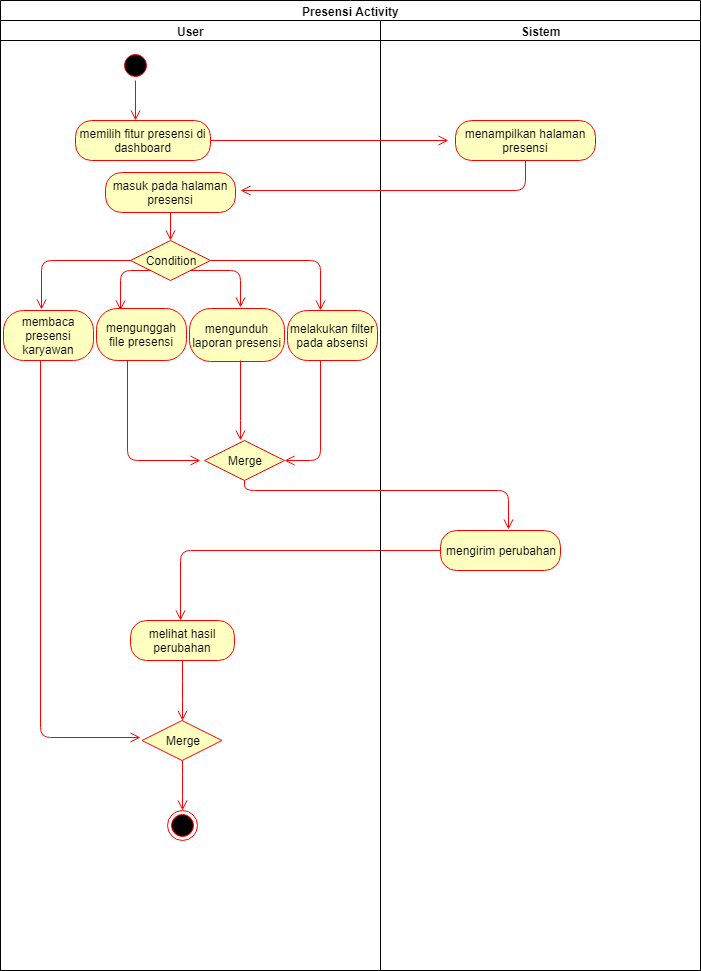 Presensi Activity
User
Sistem
memilih fitur presensi di
dashboard
menampilkan halaman
presensi
masuk pada halaman
presensi
Condition
membaca
presensi
karyawan
mengunggah
file presensi
mengunduh
laporan presensi
melakukan filter
pada absensi
Merge
mengirim perubahan
melihat hasil
perubahan
Merge